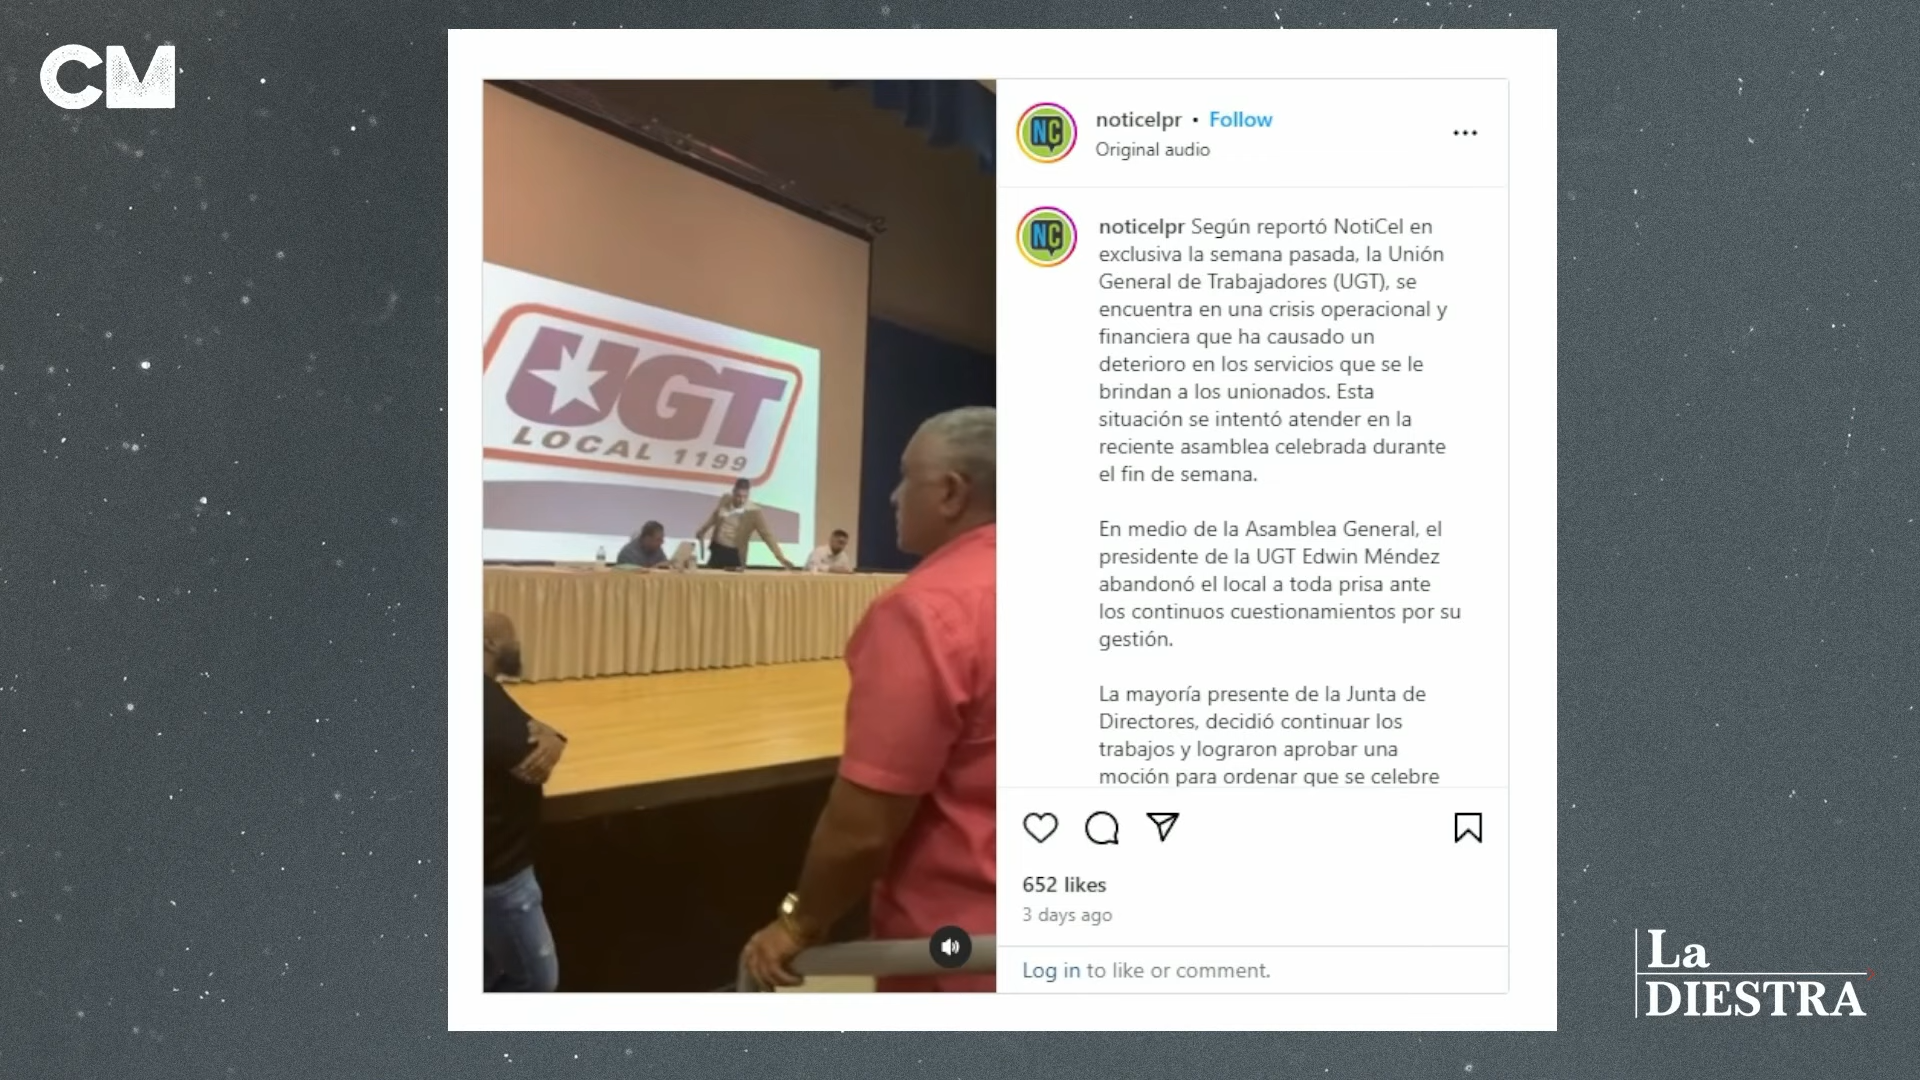 CM
UGT
LOCAL 1199
noticelpr • Follow
Original audio
noticelpr Según reportó NotiCel en
exclusiva la semana pasada, la Unión
General de Trabajadores (UGT), se
encuentra en una crisis operacional y
financiera que ha causado un
deterioro en los servicios que se le
brindan a los unionados. Esta
situación se intentó atender en la
reciente asamblea celebrada durante
el fin de semana.
En medio de la Asamblea General, el
presidente de la UGT Edwin Méndez
abandonó el local a toda prisa ante
los continuos cuestionamientos por su
gestión.
La mayoría presente de la Junta de
Directores, decidió continuar los
trabajos y lograron aprobar una
moción para ordenar que se celebre
652 likes
3 days ago
Log in to like or comment.
NC
NC
La
DIESTRA